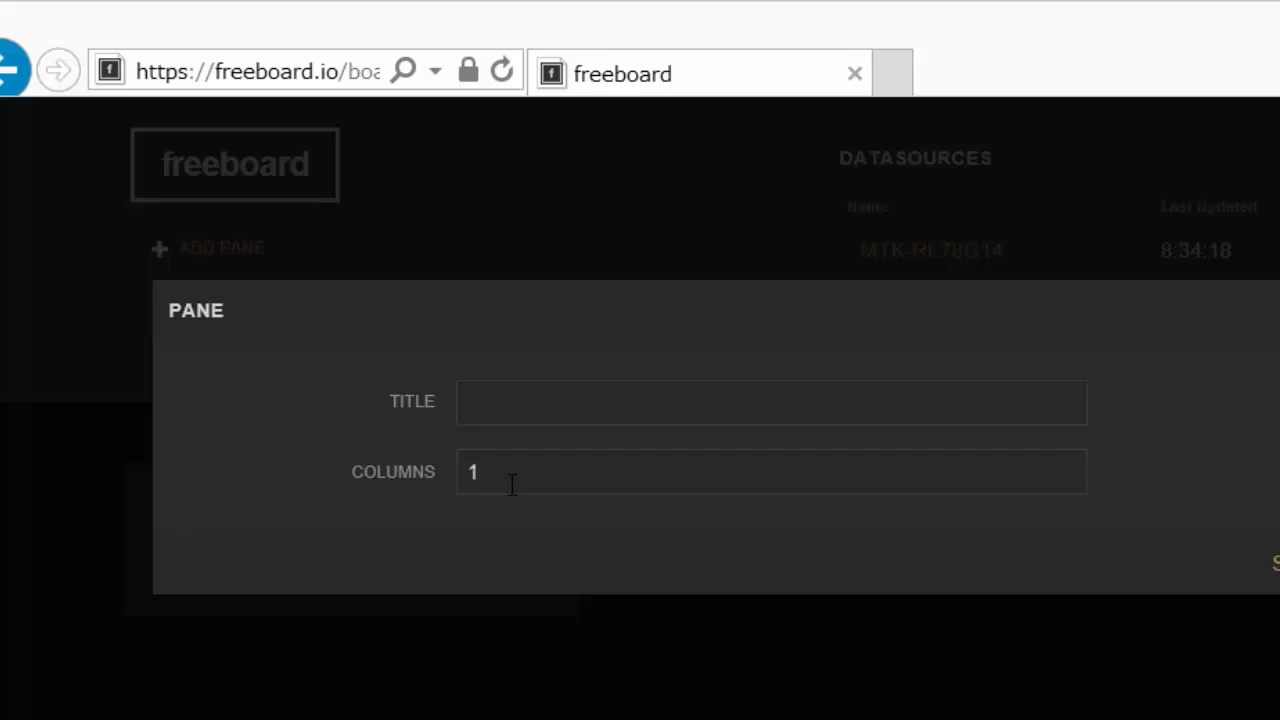 https://freeboard.io/boa
freeboard
freeboard
DATASOURCES
Name Last Updated
ADD PANE
MTK-RL78G14 8:34:18
PANE
TITLE
COLUMNS 1